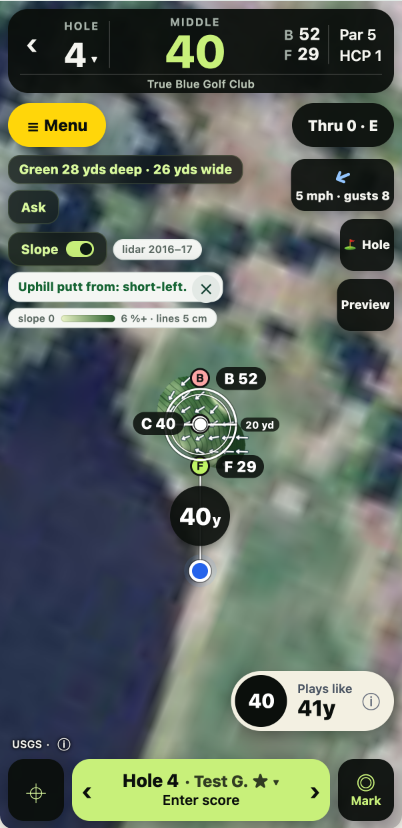 HOLE
4
MIDDLE
40
B 52
F 29
Par 5
HCP 1
True Blue Golf Club
Menu
Thru 0 · E
Green 28 yds deep · 26 yds wide
5 mph · gusts 8
Ask
Slope
lidar 2016–17
Hole
Uphill putt from: short-left.
Preview
slope 0
6 %+ · lines 5 cm
B
B 52
C 40
20 yd
F
F 29
40y
40
Plays like
41y
USGS ·
Hole 4 · Test G. ★
Enter score
Mark